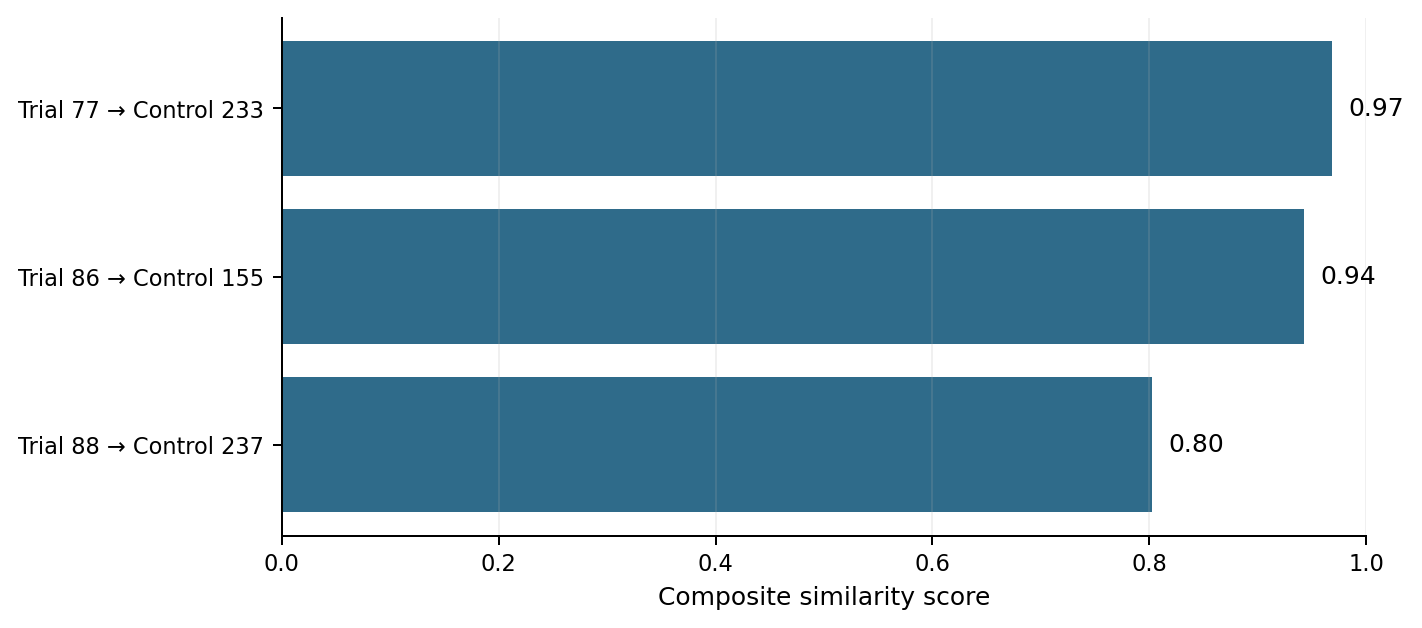 Trial 77 → Control 233
0.97
Trial 86 → Control 155
0.94
Trial 88 → Control 237
0.80
0.0 0.2 0.4 0.6 0.8 1.0
Composite similarity score